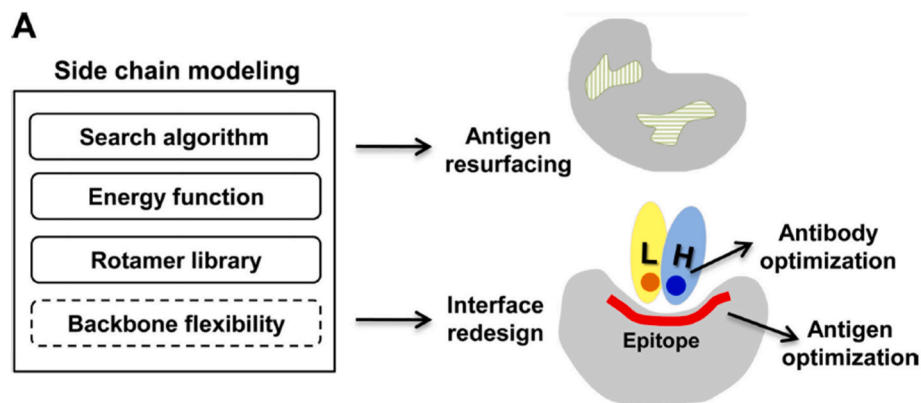 A
Side chain modeling
Search algorithm
Energy function
Rotamer library
Backbone flexibility
Antigen
resurfacing
Interface
redesign
L H
Epitope
Antibody
optimization
Antigen
optimization